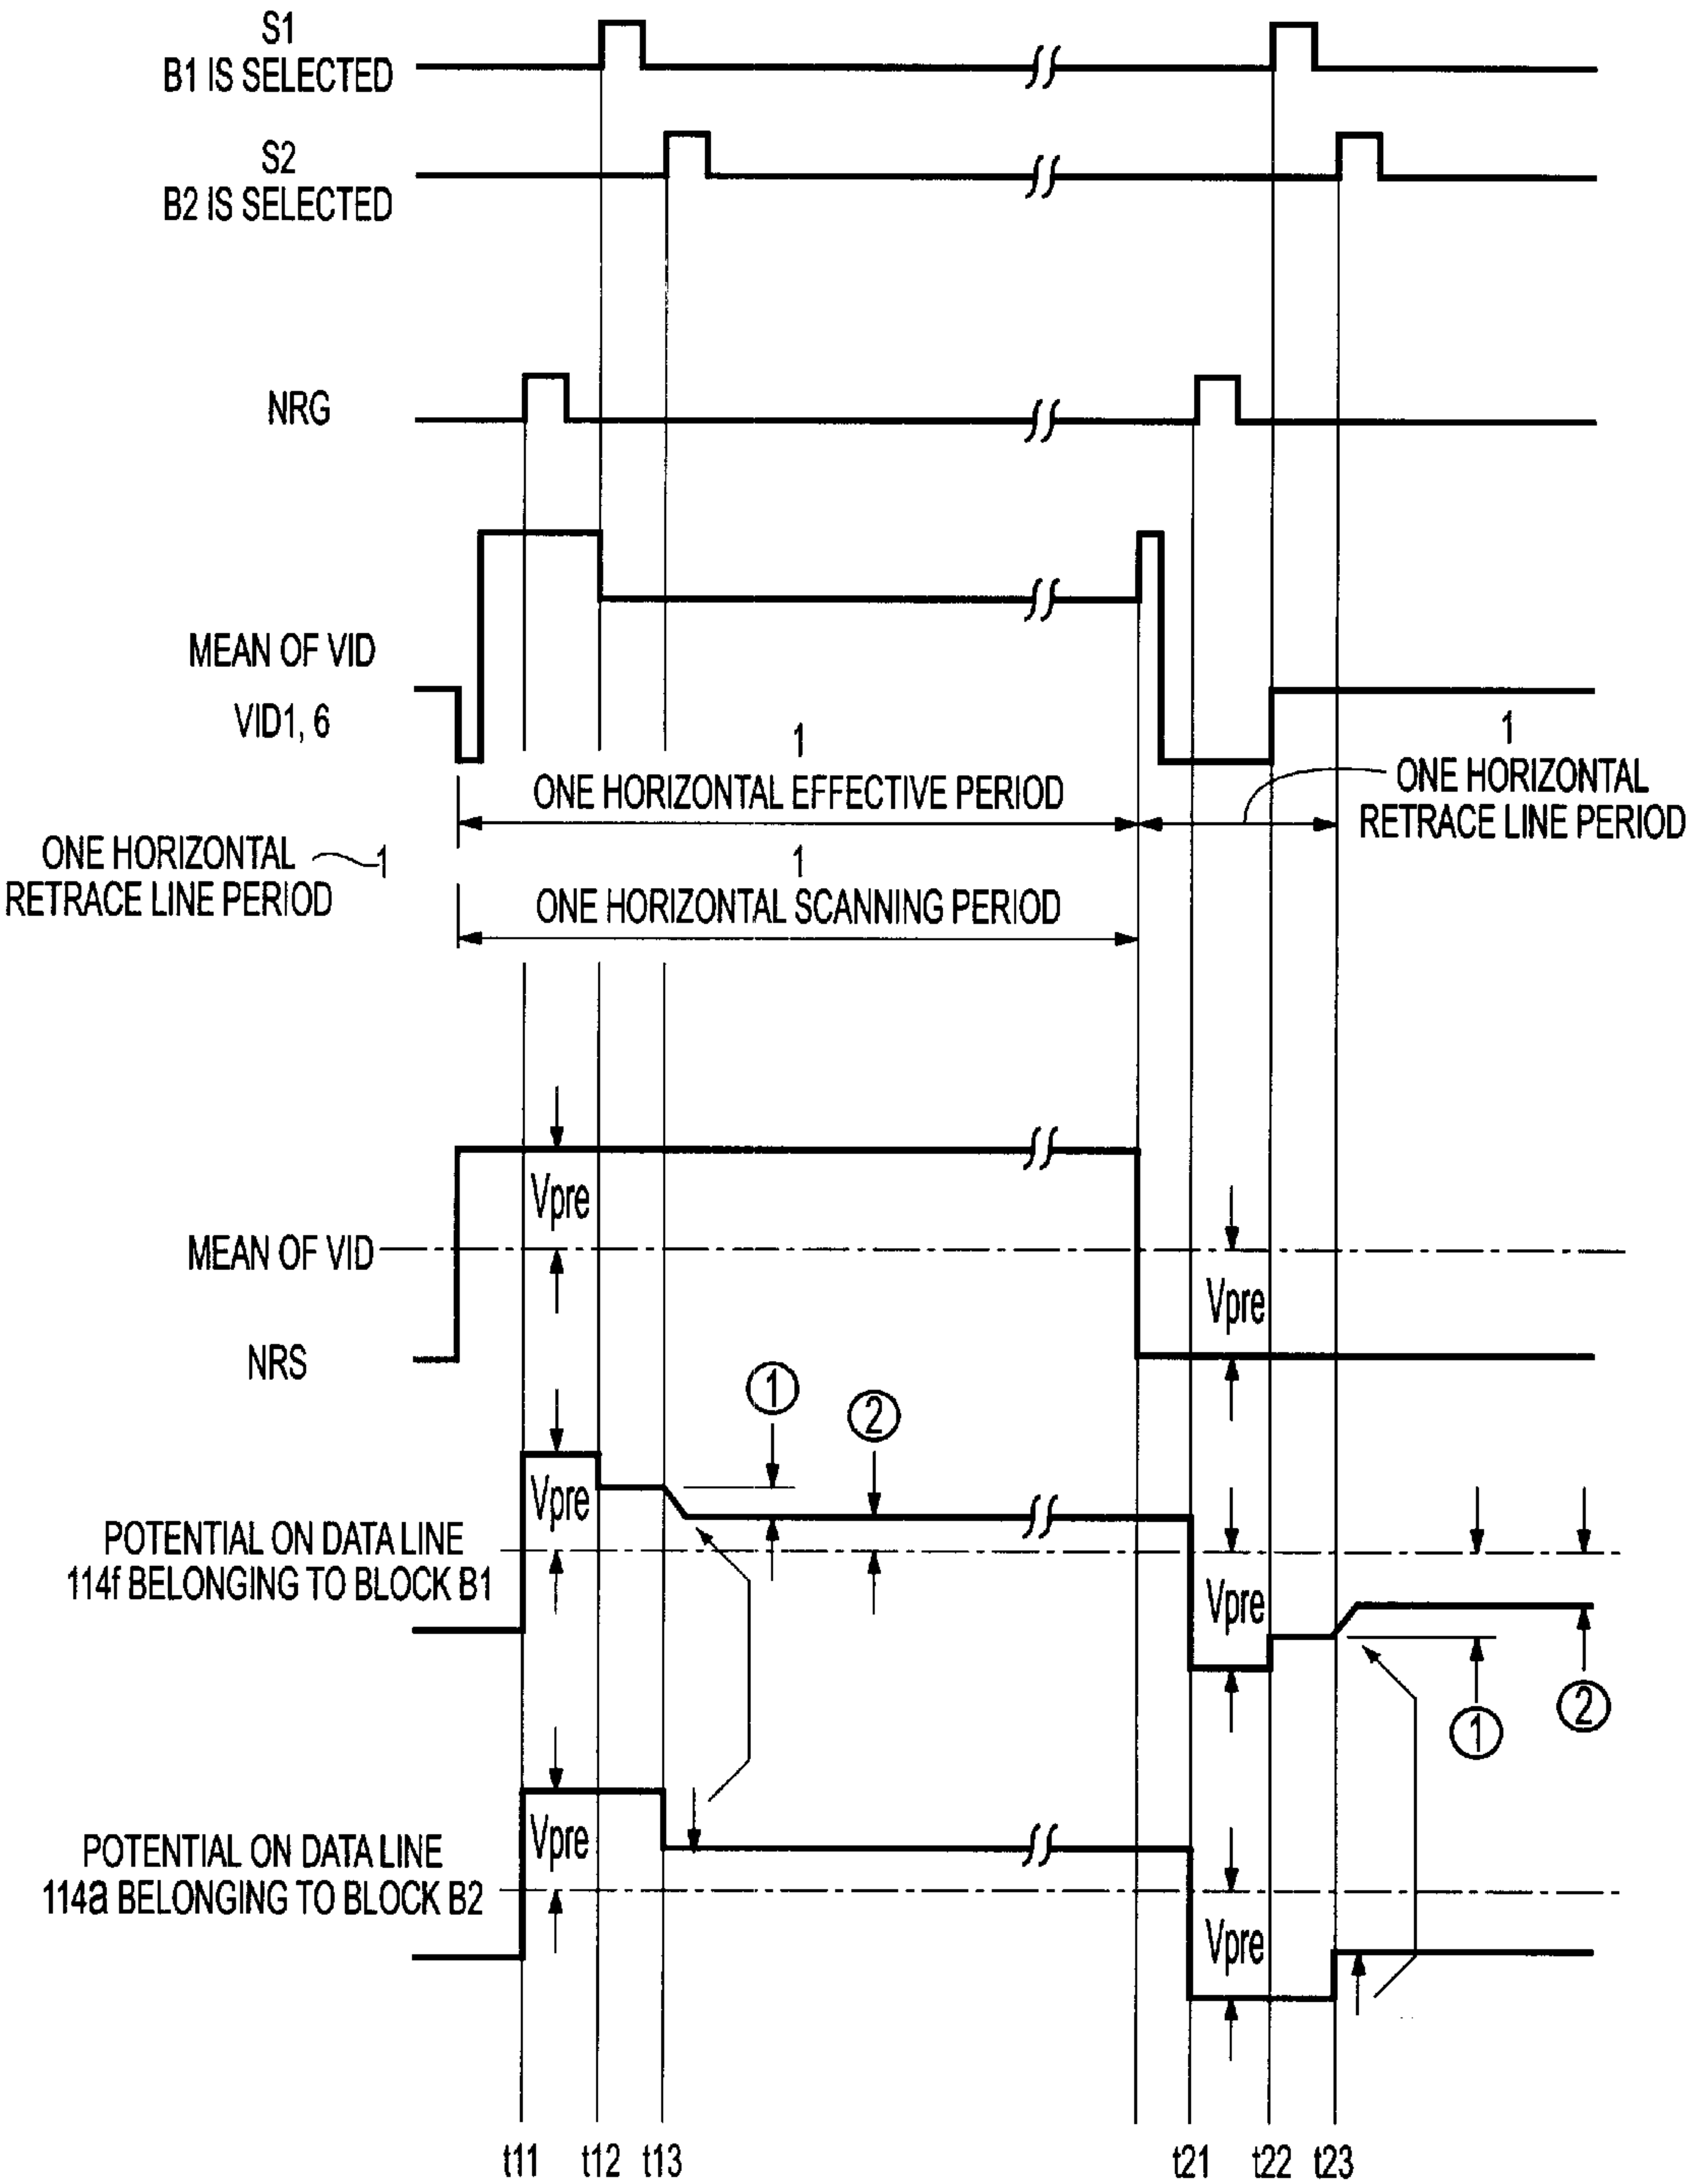 S1
B1 IS SELECTED
S2
B2 IS SELECTED
NRG
MEAN OF VID
VID1, 6
1
ONE HORIZONTAL EFFECTIVE PERIOD
1
ONE HORIZONTAL
RETRACE LINE PERIOD
ONE HORIZONTAL
RETRACE LINE PERIOD
1
1
ONE HORIZONTAL SCANNING PERIOD
Vpre
MEAN OF VID
Vpre
NRS
①
②
Vpre
POTENTIAL ON DATA LINE
114f BELONGING TO BLOCK B1
Vpre
①
②
Vpre
POTENTIAL ON DATA LINE
114a BELONGING TO BLOCK B2
Vpre
t11 t12 t13 t21 t22 t23